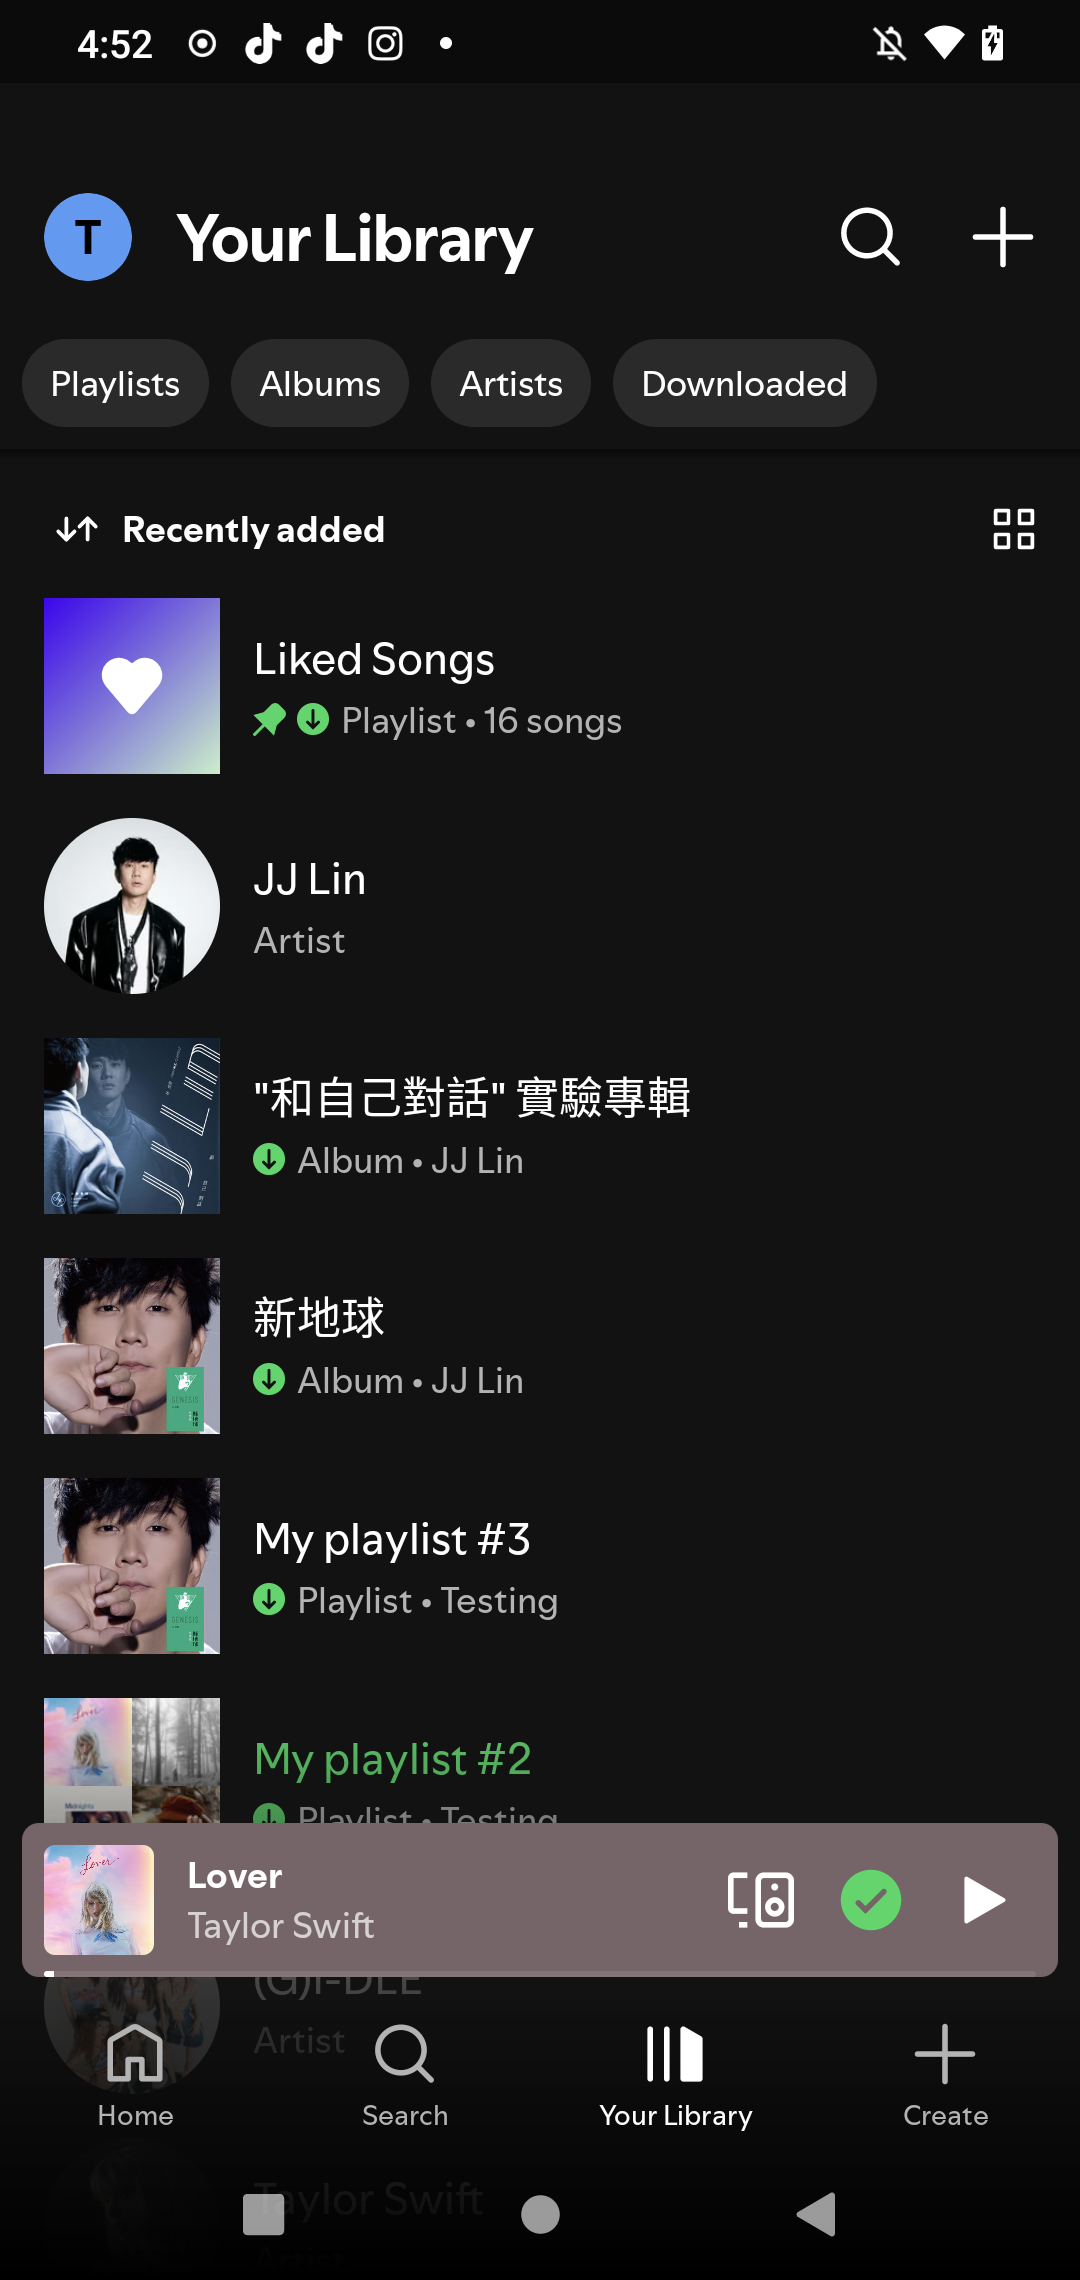 4:52
T
Your Library
Playlists
Albums
Artists
Downloaded
Recently added
Liked Songs
Playlist • 16 songs
JJ Lin
Artist
"和自己對話" 實驗專輯
Album • JJ Lin
新地球
Album • JJ Lin
My playlist #3
Playlist • Testing
My playlist #2
Playlist • Testing
Lover
Taylor Swift
(G)I-DLE
Artist
Home
Search
Your Library
Create
Taylor Swift
Artist